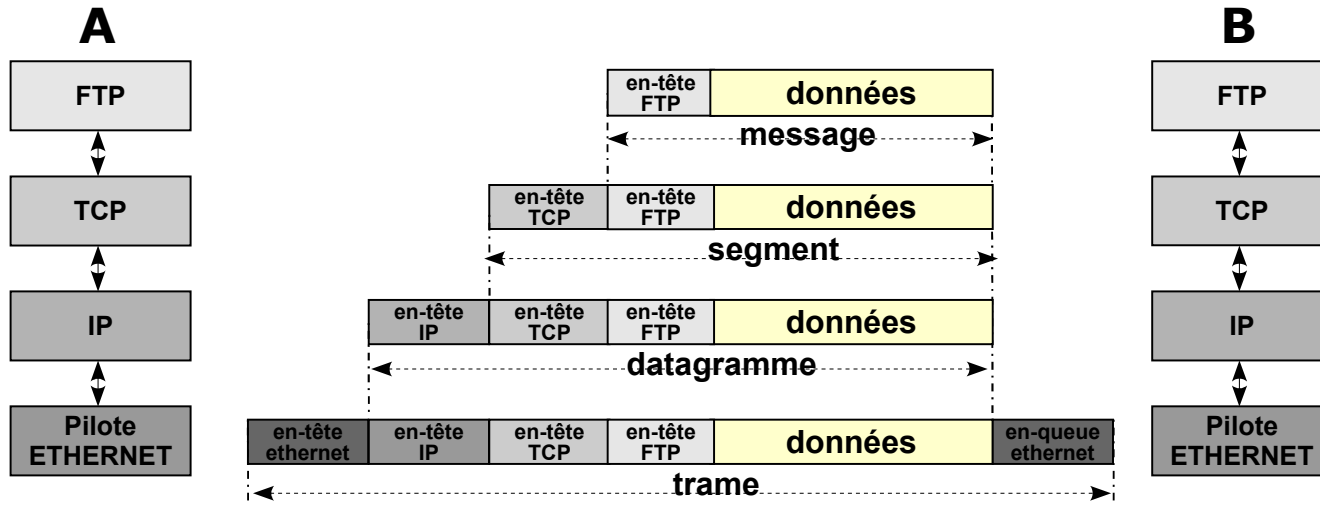 A
B
FTP
en-tête
FTP
données
FTP
message
TCP
en-tête
TCP
en-tête
FTP
données
TCP
segment
IP
en-tête
IP
en-tête
TCP
en-tête
FTP
données
IP
datagramme
Pilote
ETHERNET
en-tête
ethernet
en-tête
IP
en-tête
TCP
en-tête
FTP
données
en-queue
ethernet
Pilote
ETHERNET
trame